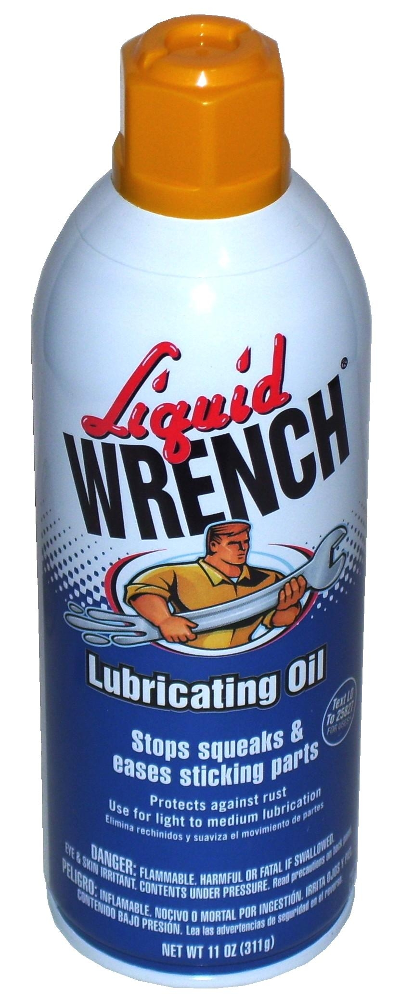 Liquid
WRENCH®
Lubricating Oil
Text LO
To 25827
FOR USES
Stops squeaks &
eases sticking parts
Protects against rust
Use for light to medium lubrication
Elimina rechinidos y suaviza el movimiento de partes
DANGER: FLAMMABLE. HARMFUL OR FATAL IF SWALLOWED.
EYE & SKIN IRRITANT. CONTENTS UNDER PRESSURE. Read precautions on back
PELIGRO: INFLAMABLE. NOCIVO O MORTAL POR INGESTIÓN. IRRITA OJOS Y
CONTENIDO BAJO PRESIÓN. Lea las advertencias de seguridad en el reverso.
NET WT 11 OZ (311g)